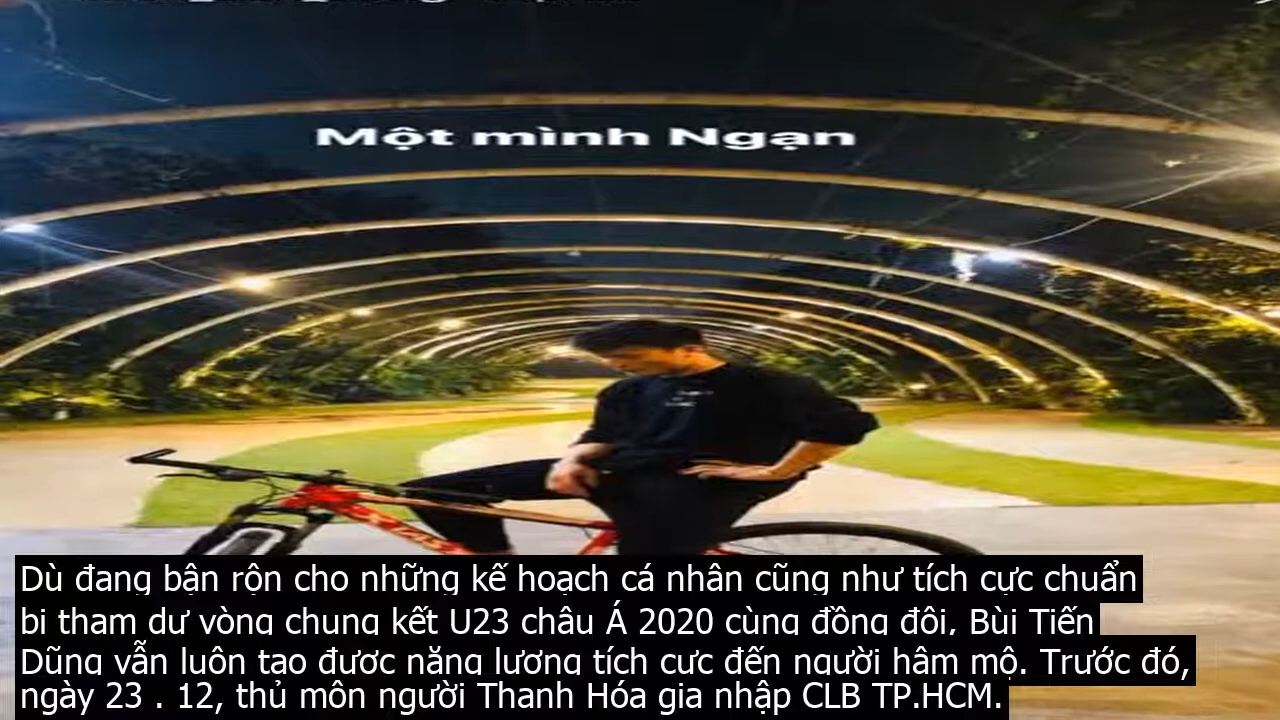 Một mình Ngạn
Dù đang bận rộn cho những kế hoạch cá nhân cũng như tích cực chuẩn
bị tham dự vòng chung kết U23 châu Á 2020 cùng đồng đội, Bùi Tiến
Dũng vẫn luôn tạo được năng lượng tích cực đến người hâm mộ. Trước đó,
ngày 23 . 12, thủ môn người Thanh Hóa gia nhập CLB TP.HCM.